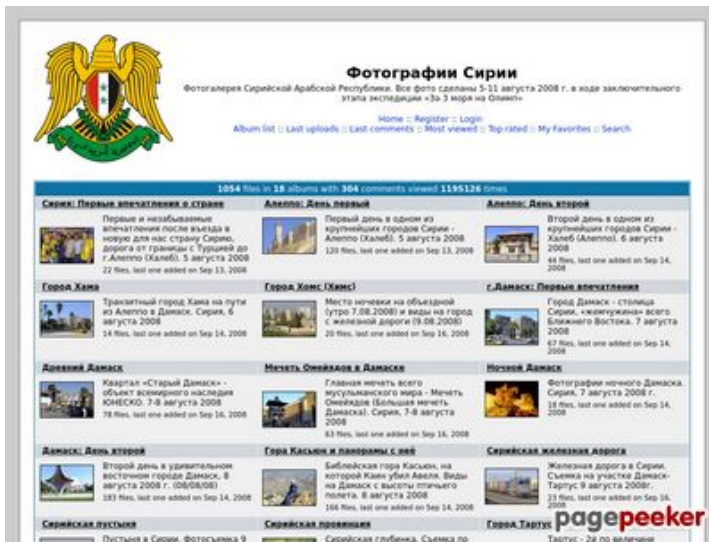 Фотографии Сирии
Фотогалерея Сирийской Арабской Республики. Все фото сделаны 5-11 августа 2008 г. в ходе заключительного
этапа экспедиции «За 3 моря на Олимп»
Home :: Register :: Login
Album list :: Last uploads :: Last comments :: Most viewed :: Top rated :: My Favorites :: Search
1054 files in 18 albums with 304 comments viewed 1195126 times
Сирия: Первые впечатления о стране
Первые и незабываемые
впечатления после въезда в
новую для нас страну Сирию,
дорога от границы с Турцией до
г.Алеппо (Халеб). 5 августа 2008
22 files, last one added on Sep 13, 2008
Алеппо: День первый
Первый день в одном из
крупнейших городов Сирии -
Алеппо (Халеб). 5 августа 2008
120 files, last one added on Sep 13, 2008
Алеппо: День второй
Второй день в одном из
крупнейших городов Сирии -
Халеб (Алеппо). 6 августа
2008
44 files, last one added on Sep 14,
2008
Город Хама
Транзитный город Хама на пути
из Алеппо в Дамаск. Сирия, 6
августа 2008
14 files, last one added on Sep 14, 2008
Город Хомс (Химс)
Место ночевки на объездной
(утро 7.08.2008) и виды на город
с железной дороги (9.08.2008)
20 files, last one added on Sep 16, 2008
г.Дамаск: Первые впечатления
Город Дамаск - столица
Сирии, «жемчужина» всего
Ближнего Востока. 7 августа
2008
67 files, last one added on Sep 14,
2008
Древний Дамаск
Квартал «Старый Дамаск» -
объект всемирного наследия
ЮНЕСКО. 7-8 августа 2008
78 files, last one added on Sep 16, 2008
Мечеть Омейядов в Дамаске
Главная мечеть всего
мусульманского мира - Мечеть
Омейядов (Большая мечеть
Дамаска). Сирия, 7-8 августа
2008
63 files, last one added on Sep 16, 2008
Ночной Дамаск
Фотографии ночного Дамаска.
Сирия, 7 августа 2008 г.
18 files, last one added on Sep 14,
2008
Дамаск: День второй
Второй день в удивительном
восточном городе Дамаск, 8
августа 2008 г. (08/08/08)
183 files, last one added on Sep 14, 2008
Гора Касьюн и панорамы с неё
Библейская гора Касьюн, на
которой Каин убил Авеля. Виды
на Дамаск с высоты птичьего
полета. 8 августа 2008
166 files, last one added on Sep 14, 2008
Сирийская железная дорога
Железная дорога в Сирии.
Съемка на участке Дамаск-
Тартус 9 августа 2008г.
23 files, last one added on Sep 16,
2008
Сирийская пустыня
Пустыня в Сирии. Фотосъемка 9
Сирийская провинция
Сирийская глубинка. Съемка по
Город Тартус
Тартус - 2й по величине
pagepeeker